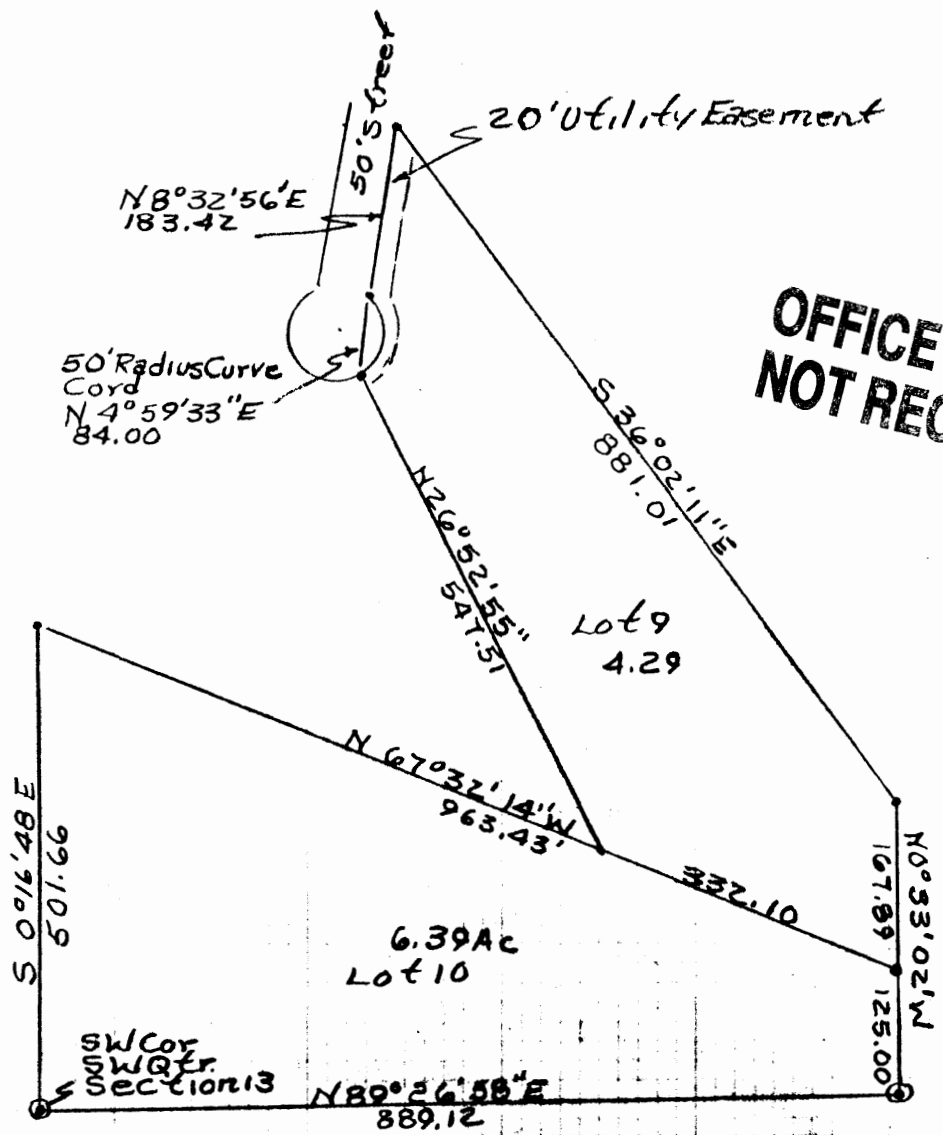 50' Street
20' Utility Easement
N 8°32'56'E
183.42
50' Radius Curve
Cord
N 4°59'33"E
84.00
OFFICE
NOT REC
S 36°02'11"E
881.01
N 26°52'55"
547.51
Lot 9
4.29
N 67°32'14"W
963.43'
332.10
S 0°16'48 E
501.66
N 0°33'02"W
167.89
125.00
6.39 Ac
Lot 10
SW Cor
SW Qtr.
Section 13
N 89°26'58"E
889.12